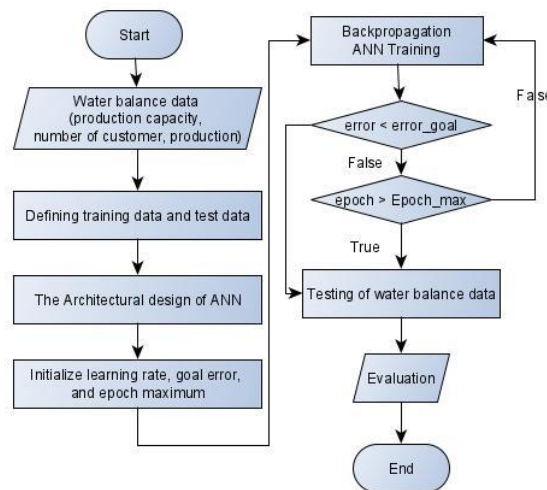 Start
Water balance data
(production capacity,
number of customer, production)
Defining training data and test data
The Architectural design of ANN
Initialize learning rate, goal error,
and epoch maximum
Backpropagation
ANN Training
False
error < error_goal
False
epoch > Epoch_max
True
Testing of water balance data
Evaluation
End